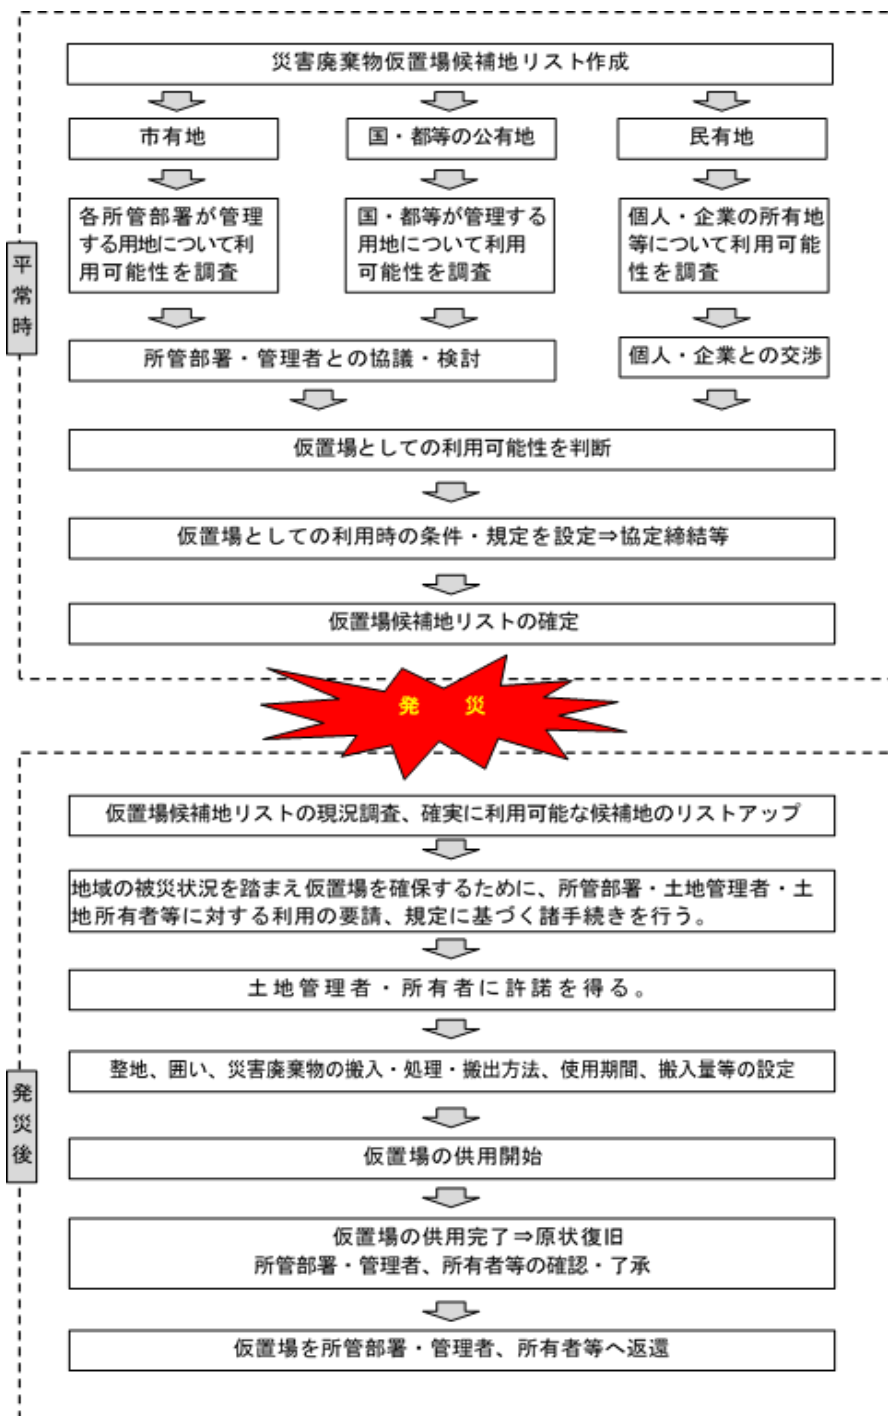 災害廃棄物仮置場候補地リスト作成
市有地
国・都等の公有地
民有地
各所管部署が管理
する用地について利
用可能性を調査
国・都等が管理する
用地について利用
可能性を調査
個人・企業の所有地
等について利用可能
性を調査
平常時
所管部署・管理者との協議・検討
個人・企業との交渉
仮置場としての利用可能性を判断
仮置場としての利用時の条件・規定を設定⇒協定締結等
仮置場候補地リストの確定
発 災
仮置場候補地リストの現況調査、確実に利用可能な候補地のリストアップ
地域の被災状況を踏まえ仮置場を確保するために、所管部署・土地管理者・土
地所有者等に対する利用の要請、規定に基づく諸手続きを行う。
土地管理者・所有者に許諾を得る。
整地、囲い、災害廃棄物の搬入・処理・搬出方法、使用期間、搬入量等の設定
発災後
仮置場の供用開始
仮置場の供用完了⇒原状復旧
所管部署・管理者、所有者等の確認・了承
仮置場を所管部署・管理者、所有者等へ返還